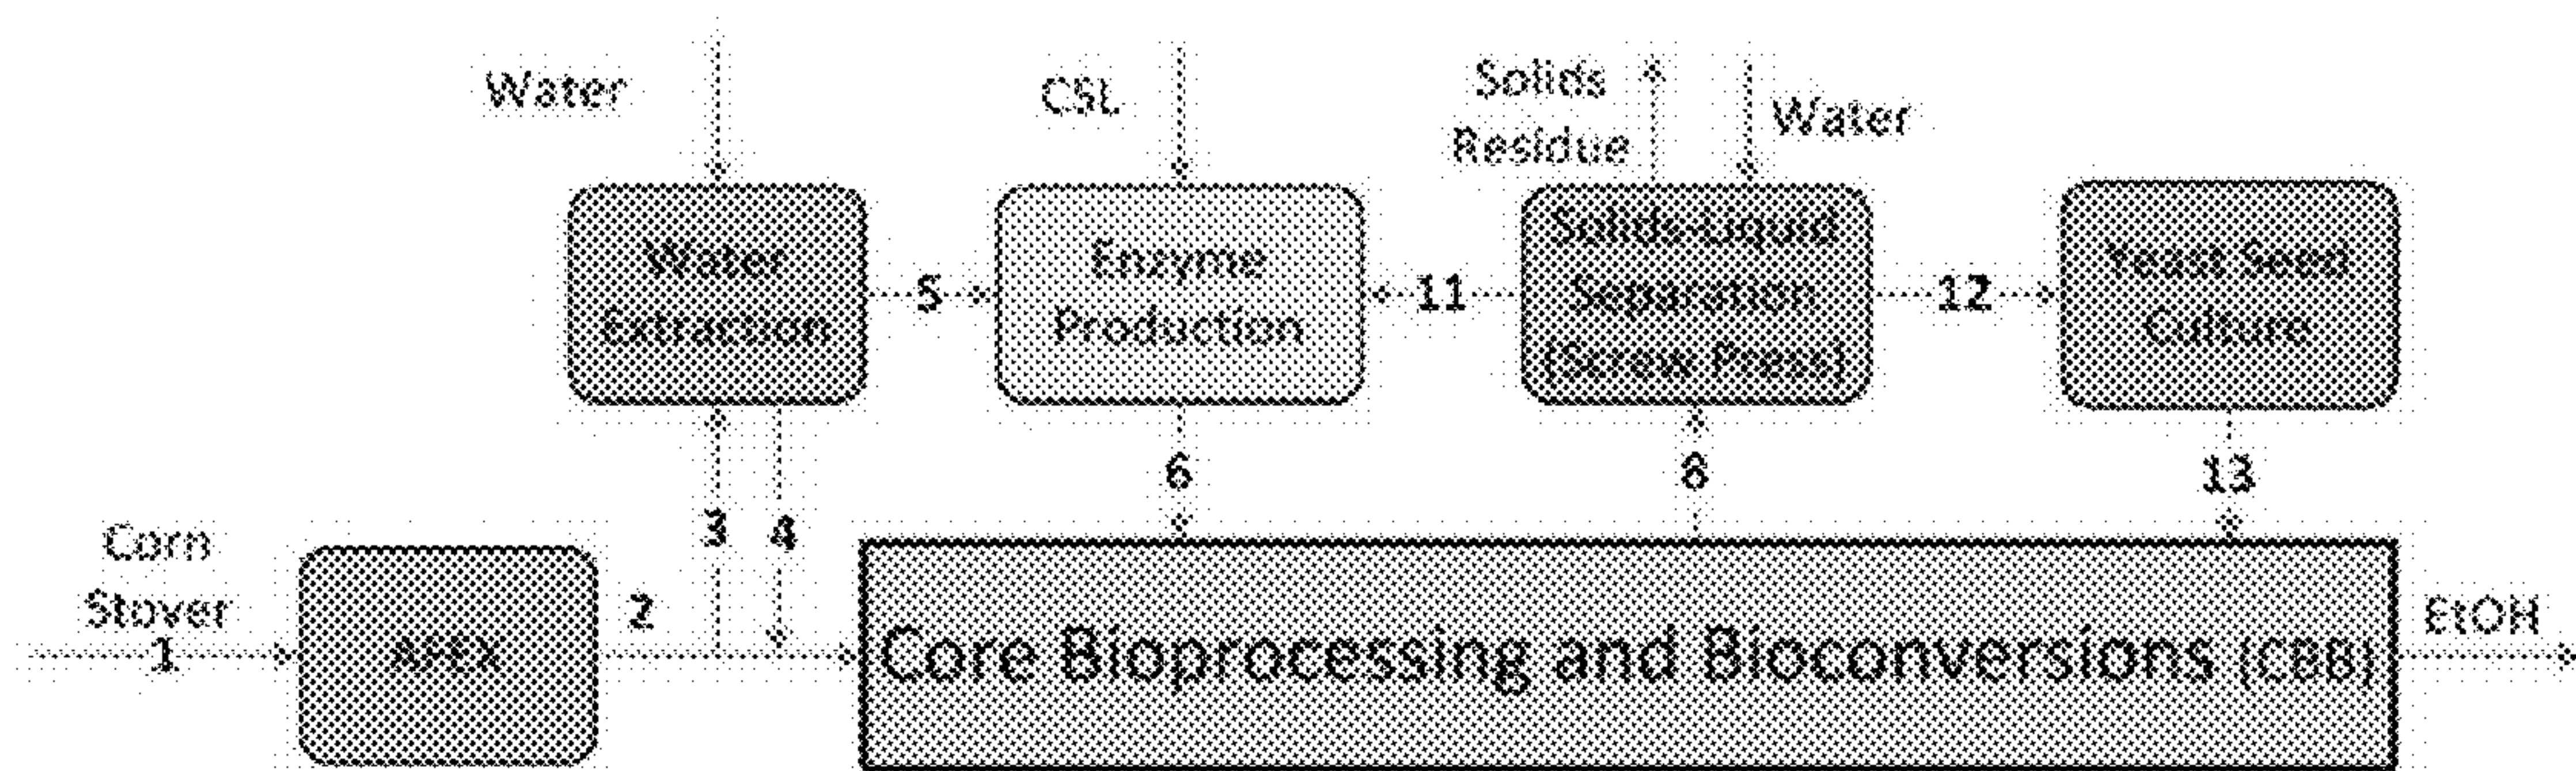 Water
CSL
Solids
Residue
Water
Water
Extraction
5
Enzyme
Production
11
Solids-Liquid
Separation
(Screw Press)
12
Yeast Seed
Culture
3
4
6
8
13
Corn
Stover
1
AFEX
2
Core Bioprocessing and Bioconversions (CBB)
EtOH